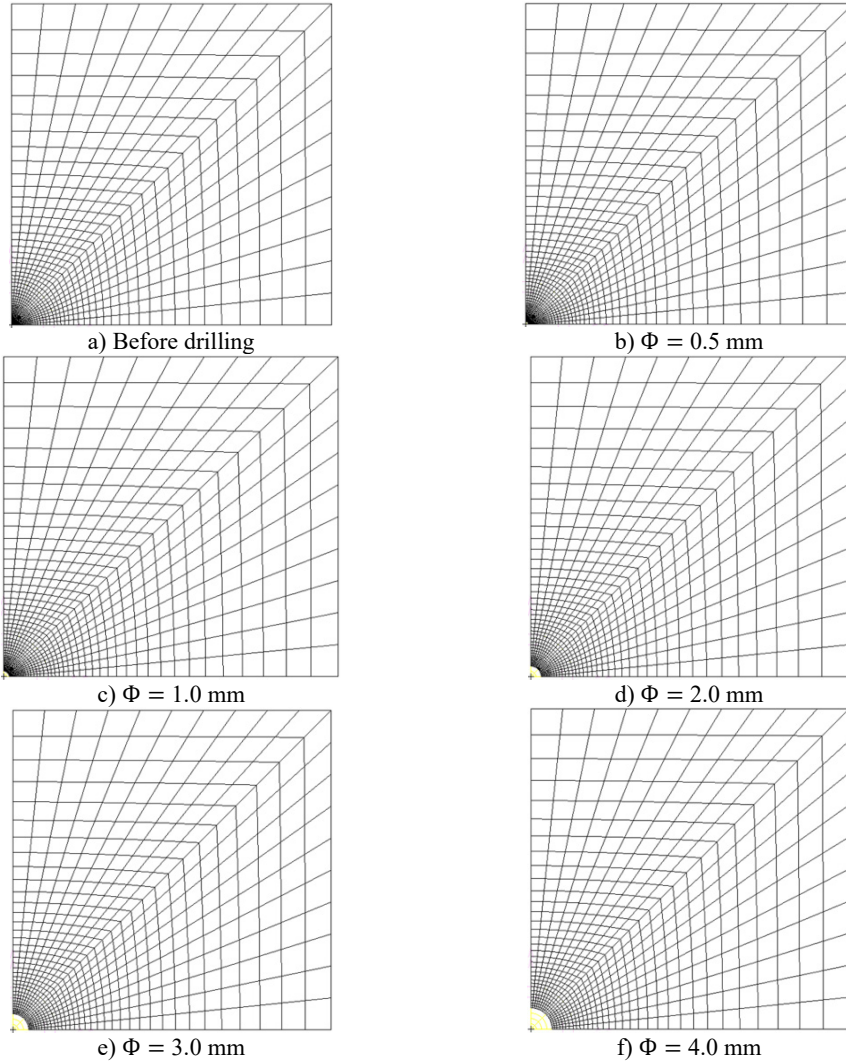 a) Before drilling
b) Φ = 0.5 mm
c) Φ = 1.0 mm
d) Φ = 2.0 mm
e) Φ = 3.0 mm
f) Φ = 4.0 mm